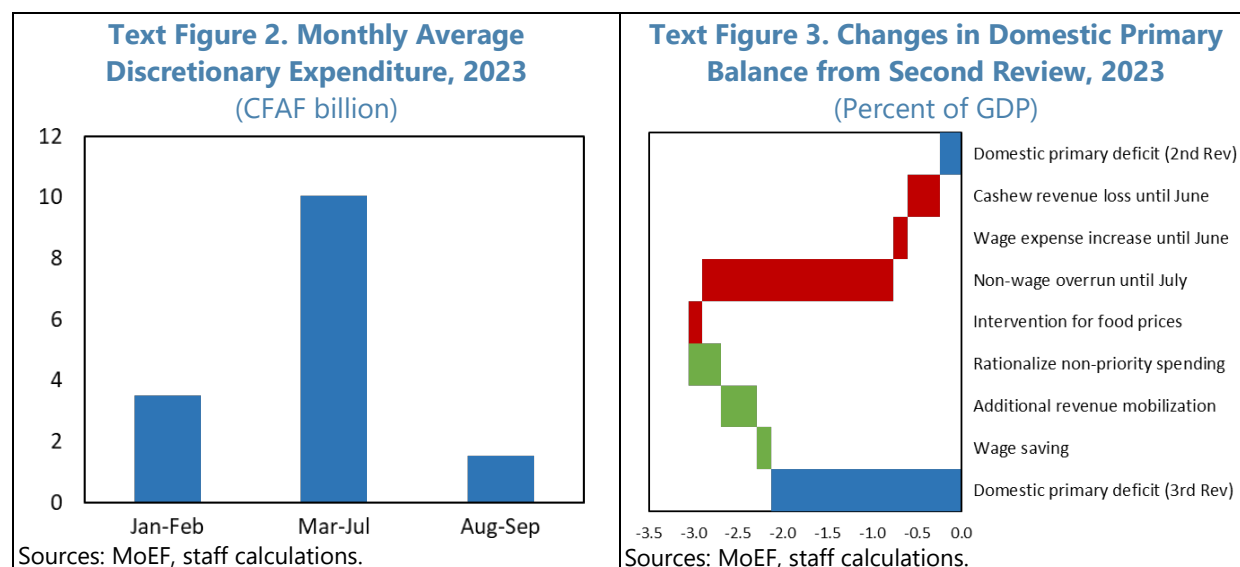 Text Figure 2. Monthly Average
Discretionary Expenditure, 2023
(CFAF billion)
12
10
8
6
4
2
0
Jan-Feb Mar-Jul Aug-Sep
Sources: MoEF, staff calculations.
Text Figure 3. Changes in Domestic Primary
Balance from Second Review, 2023
(Percent of GDP)
Domestic primary deficit (2nd Rev)
Cashew revenue loss until June
Wage expense increase until June
Non-wage overrun until July
Intervention for food prices
Rationalize non-priority spending
Additional revenue mobilization
Wage saving
Domestic primary deficit (3rd Rev)
-3.5 -3.0 -2.5 -2.0 -1.5 -1.0 -0.5 0.0
Sources: MoEF, staff calculations.